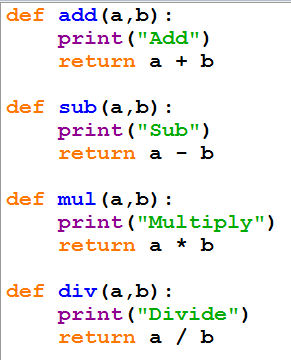 def add(a,b):
    print("Add")
    return a + b

def sub(a,b):
    print("Sub")
    return a - b

def mul(a,b):
    print("Multiply")
    return a * b

def div(a,b):
    print("Divide")
    return a / b